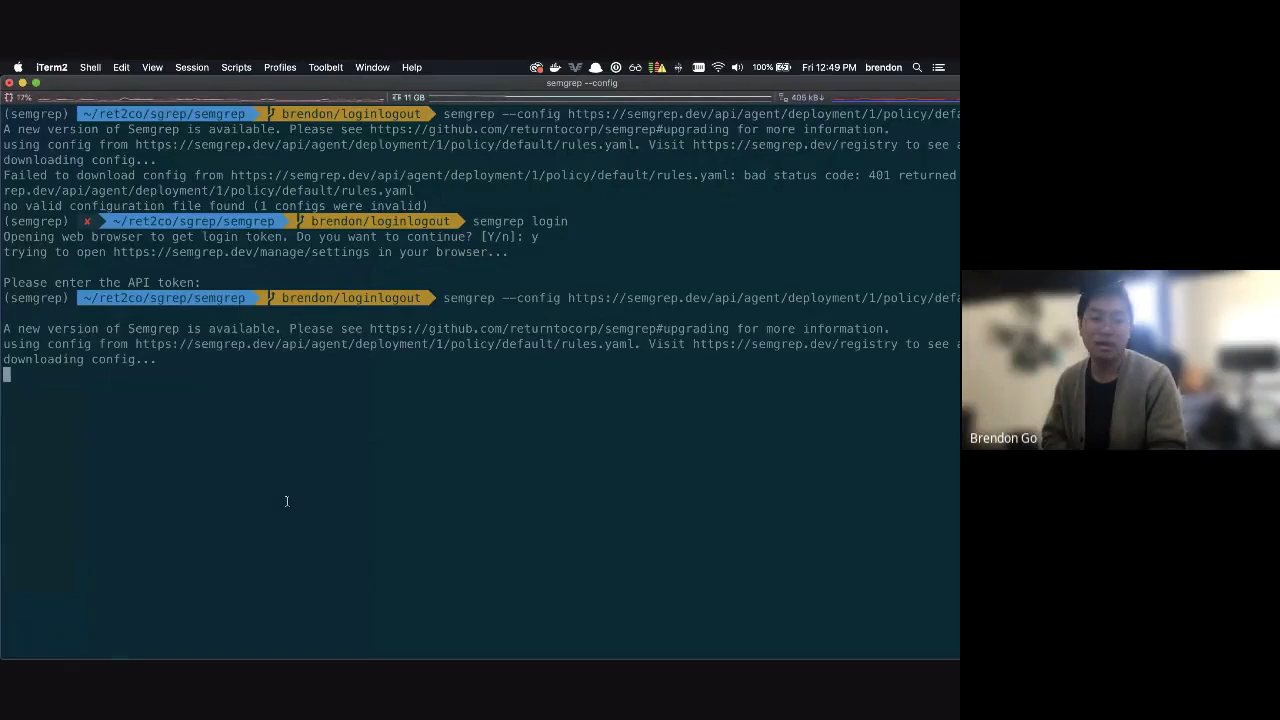 iTerm2 Shell Edit View Session Scripts Profiles Toolbelt Window Help 100% Fri 12:49 PM brendon
semgrep --config
17% 11 GB 405 kB↓
(semgrep) ~/ret2co/sgrep/semgrep brendon/loginlogout semgrep --config https://semgrep.dev/api/agent/deployment/1/policy/defa
A new version of Semgrep is available. Please see https://github.com/returntocorp/semgrep#upgrading for more information.
using config from https://semgrep.dev/api/agent/deployment/1/policy/default/rules.yaml. Visit https://semgrep.dev/registry to see a
downloading config...
Failed to download config from https://semgrep.dev/api/agent/deployment/1/policy/default/rules.yaml: bad status code: 401 returned
rep.dev/api/agent/deployment/1/policy/default/rules.yaml
no valid configuration file found (1 configs were invalid)
(semgrep) ✘ ~/ret2co/sgrep/semgrep brendon/loginlogout semgrep login
Opening web browser to get login token. Do you want to continue? [Y/n]: y
trying to open https://semgrep.dev/manage/settings in your browser...
Please enter the API token:
(semgrep) ~/ret2co/sgrep/semgrep brendon/loginlogout semgrep --config https://semgrep.dev/api/agent/deployment/1/policy/defa
A new version of Semgrep is available. Please see https://github.com/returntocorp/semgrep#upgrading for more information.
using config from https://semgrep.dev/api/agent/deployment/1/policy/default/rules.yaml. Visit https://semgrep.dev/registry to see a
downloading config...
Brendon Go